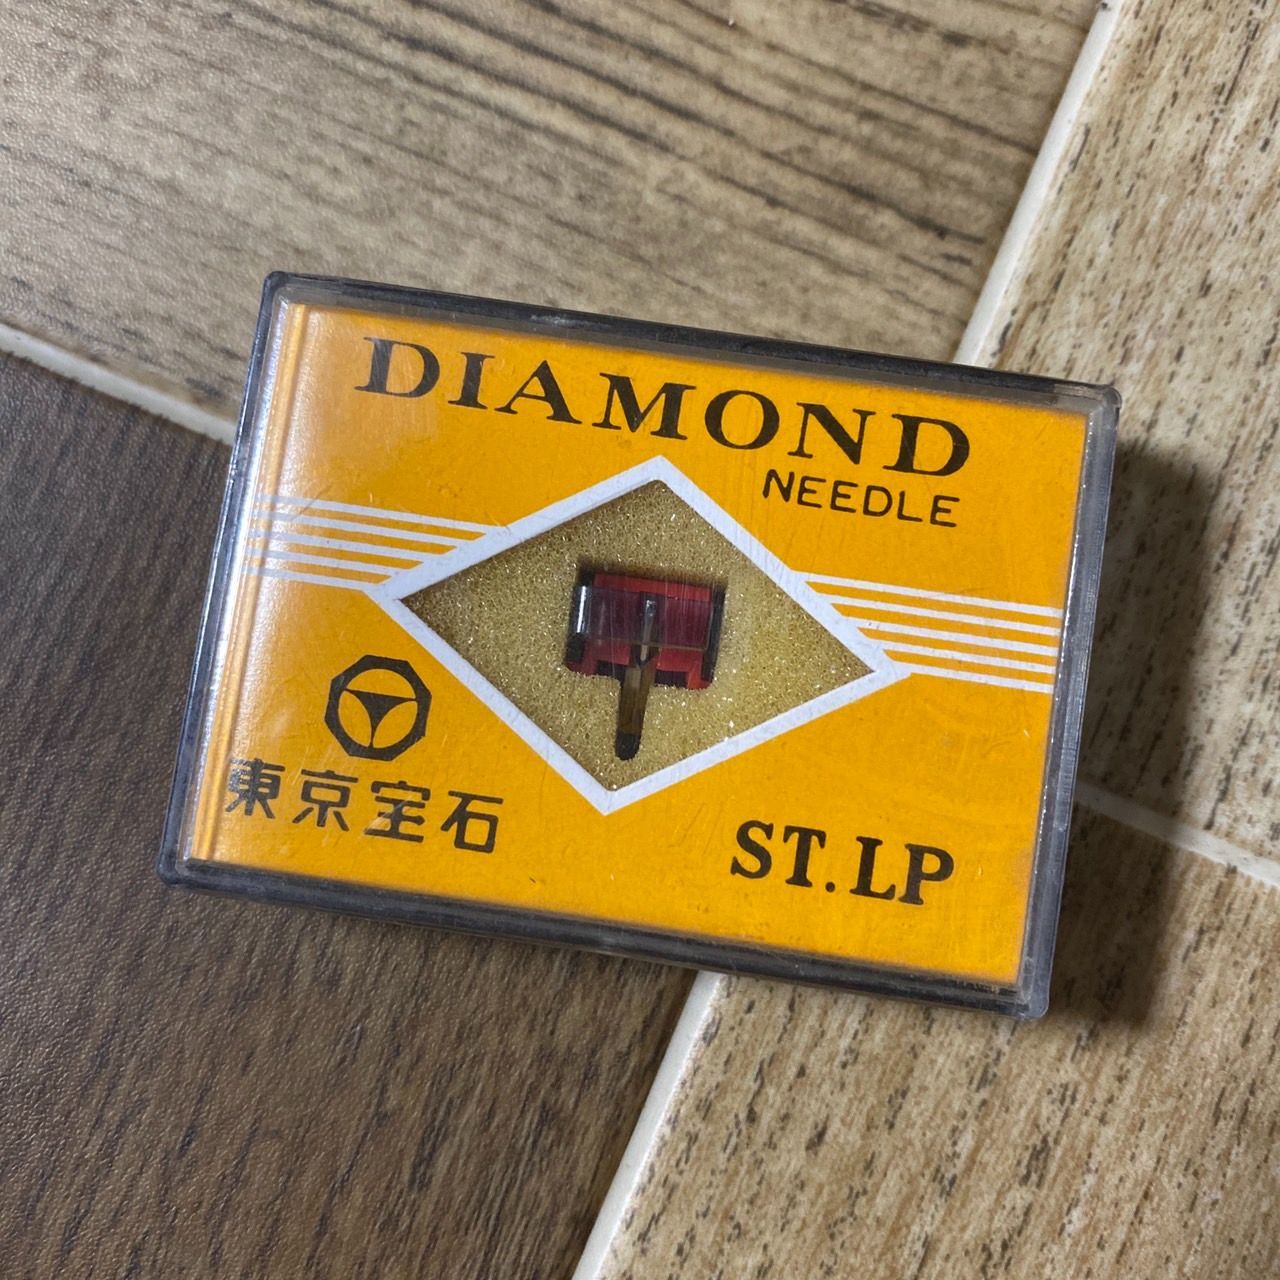 DIAMOND
NEEDLE
東京宝石
ST.LP